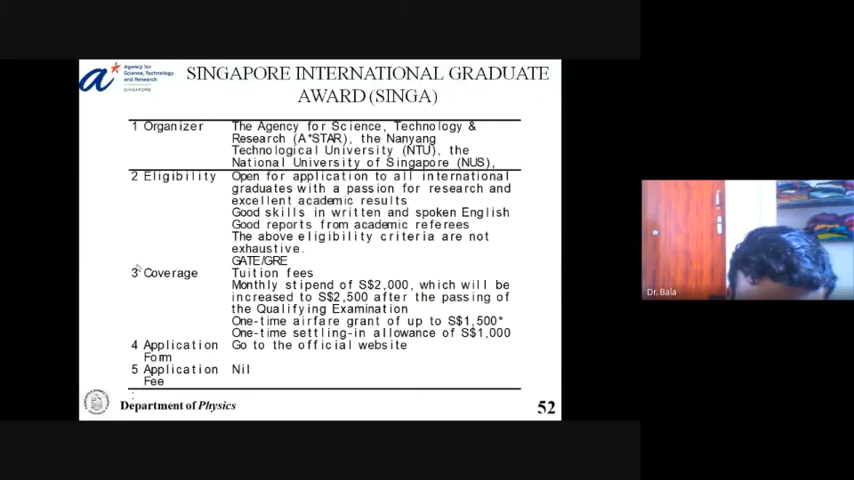 Agency for
Science, Technology
and Research
SINGAPORE
SINGAPORE INTERNATIONAL GRADUATE
AWARD (SINGA)
1 Organizer The Agency for Science, Technology &
Research (A*STAR), the Nanyang
Technological University (NTU), the
National University of Singapore (NUS),
2 Eligibility Open for application to all international
graduates with a passion for research and
excellent academic results
Good skills in written and spoken English
Good reports from academic referees
The above eligibility criteria are not
exhaustive.
GATE/GRE
3 Coverage Tuition fees
Monthly stipend of S$2,000, which will be
increased to S$2,500 after the passing of
the Qualifying Examination
One-time airfare grant of up to S$1,500*
One-time settling-in allowance of S$1,000
4 Application Go to the official website
Form
5 Application Nil
Fee
:
Department of Physics
52
Dr. Bala